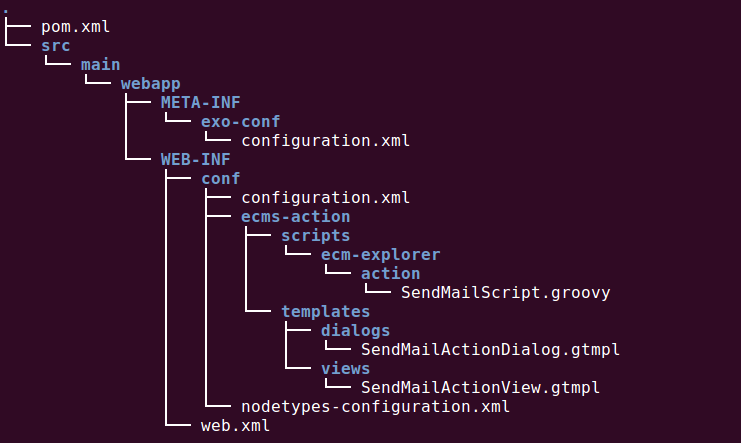 .
pom.xml
src
main
webapp
META-INF
exo-conf
configuration.xml
WEB-INF
conf
configuration.xml
ecms-action
scripts
ecm-explorer
action
SendMailScript.groovy
templates
dialogs
SendMailActionDialog.gtmpl
views
SendMailActionView.gtmpl
nodetypes-configuration.xml
web.xml